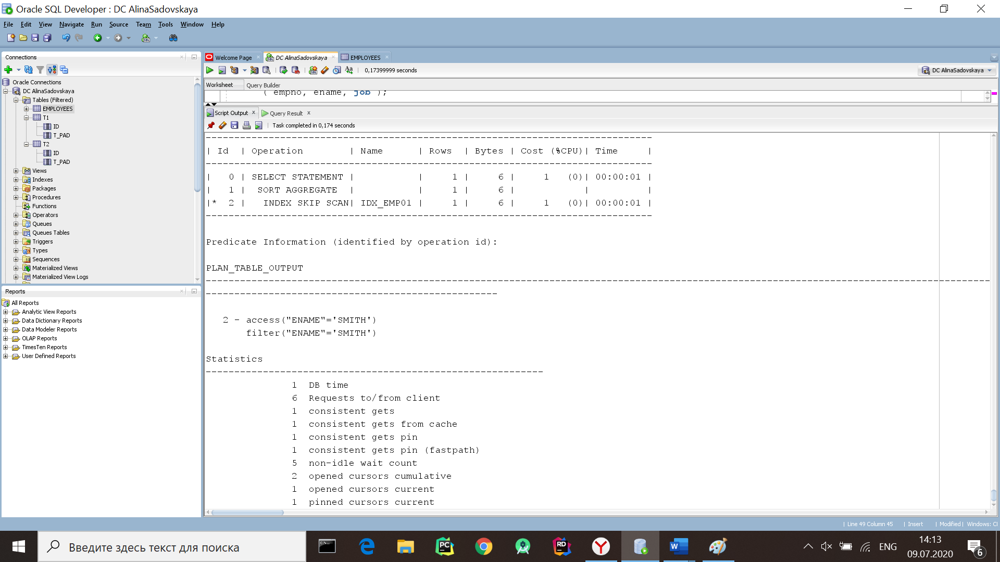 Oracle SQL Developer : DC AlinaSadovskaya
File Edit View Navigate Run Source Team Tools Window Help
Connections
Oracle Connections
DC AlinaSadovskaya
Tables (Filtered)
EMPLOYEES
T1
ID
T_PAD
T2
ID
T_PAD
Views
Indexes
Packages
Procedures
Functions
Operators
Queues
Queues Tables
Triggers
Types
Sequences
Materialized Views
Materialized View Logs
Reports
All Reports
Analytic View Reports
Data Dictionary Reports
Data Modeler Reports
OLAP Reports
TimesTen Reports
User Defined Reports
Welcome Page DC AlinaSadovskaya EMPLOYEES
0,17399999 seconds DC AlinaSadovskaya
Worksheet Query Builder
( empno, ename, job );
Script Output x Query Result x
Task completed in 0,174 seconds
------------------------------------------------------------------------------
| Id  | Operation        | Name      | Rows  | Bytes | Cost (%CPU)| Time     |
------------------------------------------------------------------------------
|   0 | SELECT STATEMENT |           |     1 |     6 |     1   (0)| 00:00:01 |
|   1 |  SORT AGGREGATE  |           |     1 |     6 |            |          |
|*  2 |   INDEX SKIP SCAN| IDX_EMP01 |     1 |     6 |     1   (0)| 00:00:01 |
------------------------------------------------------------------------------
Predicate Information (identified by operation id):
PLAN_TABLE_OUTPUT
------------------------------------------------------------------------------------------------------------------------------------------
---------------------------------------------------
2 - access("ENAME"='SMITH')
filter("ENAME"='SMITH')
Statistics
-----------------------------------------------------------
1 DB time
6 Requests to/from client
1 consistent gets
1 consistent gets from cache
1 consistent gets pin
1 consistent gets pin (fastpath)
5 non-idle wait count
2 opened cursors cumulative
1 opened cursors current
1 pinned cursors current
| Line 49 Column 45 | Insert | Modified | Windows: Cl
Введите здесь текст для поиска
PC
RD
W
ENG
14:13
09.07.2020
6